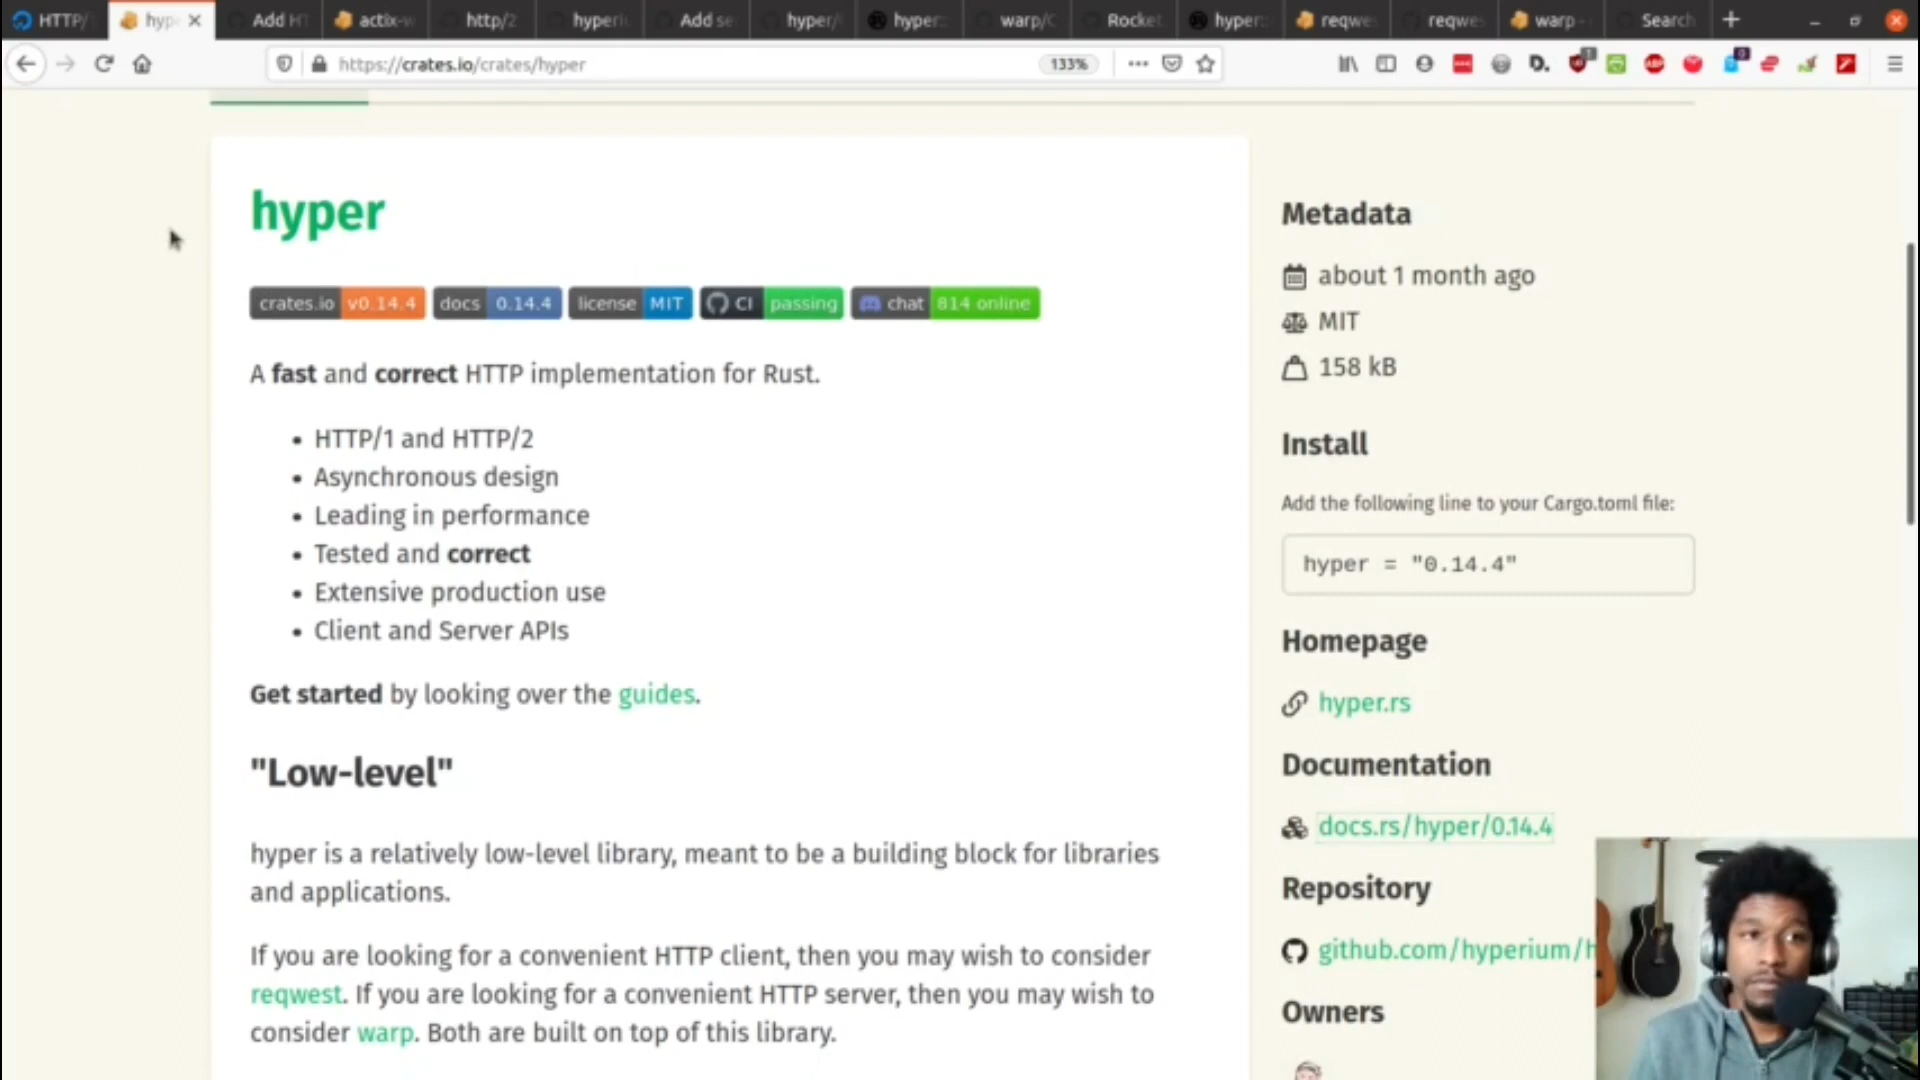 HTTP/
hyp
Add HT
actix-w
http/2
hyperi
Add se
hyper/
hyper:
warp/C
Rocket
hyper:
reqwe
reqwe
warp -
Search
https://crates.io/crates/hyper
133%
hyper
crates.io v0.14.4 docs 0.14.4 license MIT CI passing chat 814 online
A fast and correct HTTP implementation for Rust.
• HTTP/1 and HTTP/2
• Asynchronous design
• Leading in performance
• Tested and correct
• Extensive production use
• Client and Server APIs
Get started by looking over the guides.
"Low-level"
hyper is a relatively low-level library, meant to be a building block for libraries
and applications.
If you are looking for a convenient HTTP client, then you may wish to consider
reqwest. If you are looking for a convenient HTTP server, then you may wish to
consider warp. Both are built on top of this library.
Metadata
about 1 month ago
MIT
158 kB
Install
Add the following line to your Cargo.toml file:
hyper = "0.14.4"
Homepage
hyper.rs
Documentation
docs.rs/hyper/0.14.4
Repository
github.com/hyperium/h
Owners